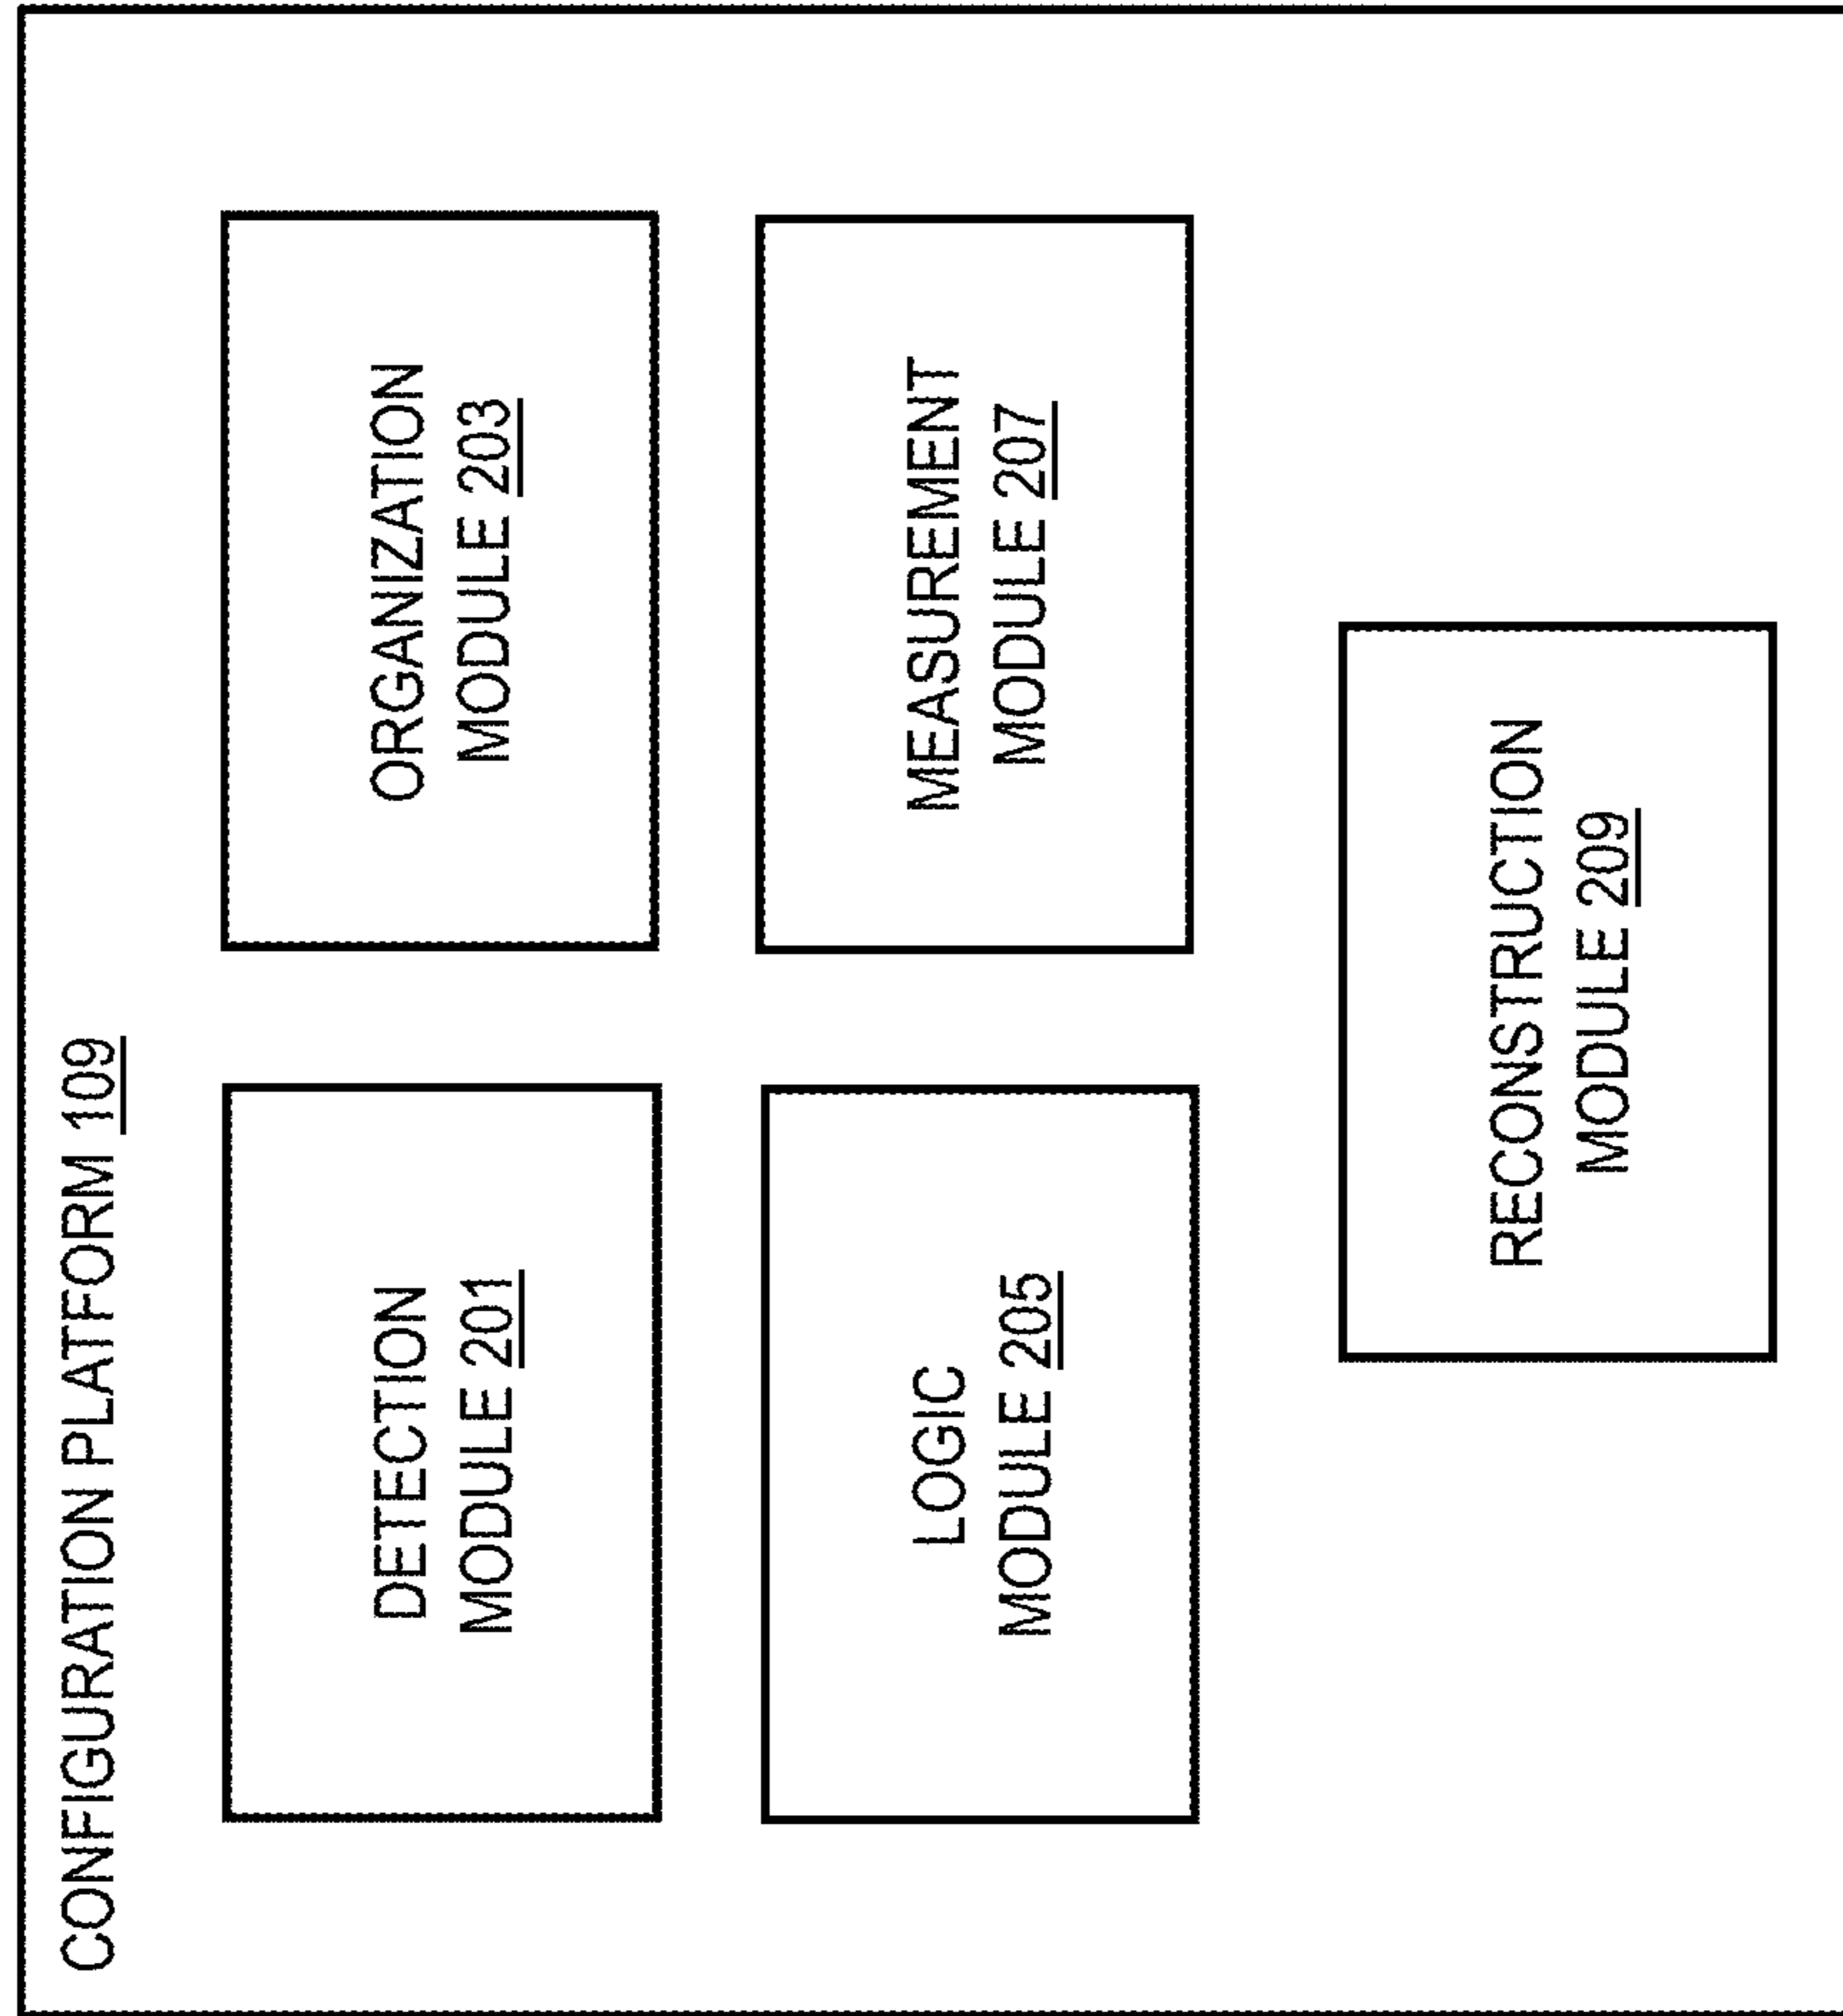 CONFIGURATION PLATFORM 109
DETECTION
MODULE 201
ORGANIZATION
MODULE 203
LOGIC
MODULE 205
MEASUREMENT
MODULE 207
RECONSTRUCTION
MODULE 209